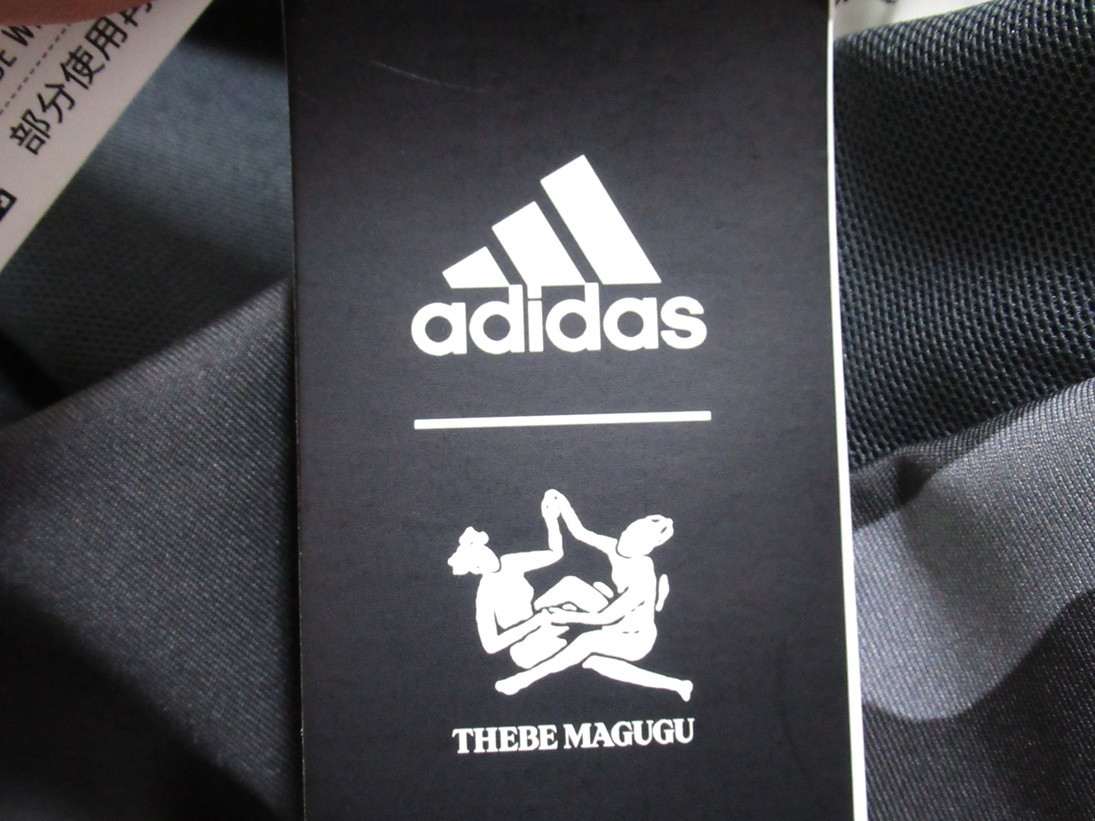 部分使用
adidas
THEBE MAGUGU